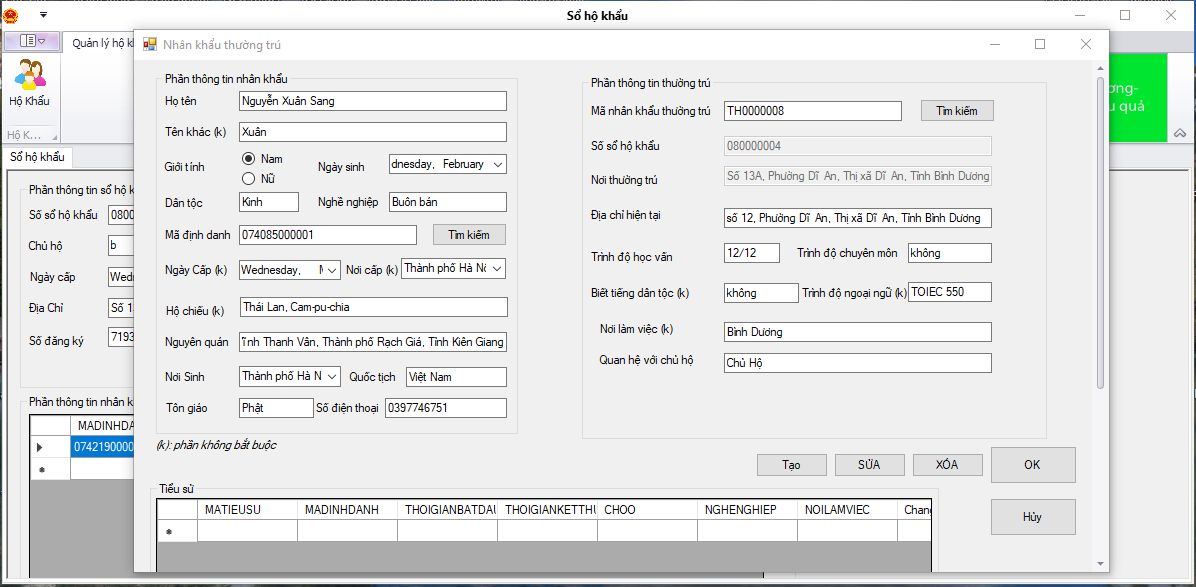 Sổ hộ khẩu
Quản lý hộ kh
Hộ Khẩu
Hộ K...
ơng-
u quả
Sổ hộ khẩu
Phần thông tin sổ hộ k
Số sổ hộ khẩu 0800
Chủ hộ b
Ngày cấp Wedn
Địa Chỉ Số 1
Số đăng ký 7193
Phần thông tin nhân k
MADINHDA
0742190000
Nhân khẩu thường trú
Phần thông tin nhân khẩu
Họ tên Nguyễn Xuân Sang
Tên khác (k) Xuân
Giới tính Nam Nữ Ngày sinh dnesday, February
Dân tộc Kinh Nghề nghiệp Buôn bán
Mã định danh 074085000001 Tìm kiếm
Ngày Cấp (k) Wednesday, M Nơi cấp (k) Thành phố Hà Nộ
Hộ chiếu (k) Thái Lan, Cam-pu-chia
Nguyên quán ĩnh Thanh Vân, Thành phố Rạch Giá, Tỉnh Kiên Giang
Nơi Sinh Thành phố Hà N Quốc tịch Việt Nam
Tôn giáo Phật Số điện thoại 0397746751
(k): phần không bắt buộc
Phần thông tin thường trú
Mã nhân khẩu thường trú TH0000008 Tìm kiếm
Số sổ hộ khẩu 080000004
Nơi thường trú Số 13A, Phường Dĩ An, Thị xã Dĩ An, Tỉnh Bình Dương
Địa chỉ hiện tại số 12, Phường Dĩ An, Thị xã Dĩ An, Tỉnh Bình Dương
Trình độ học vấn 12/12 Trình độ chuyên môn không
Biết tiếng dân tộc (k) không Trình độ ngoại ngữ (k) TOIEC 550
Nơi làm việc (k) Bình Dương
Quan hệ với chủ hộ Chủ Hộ
Tạo SỬA XÓA OK
Hủy
Tiểu sử
MATIEUSU MADINHDANH THOIGIANBATDAU THOIGIANKETTHU CHOO NGHENGHIEP NOILAMVIEC Chang